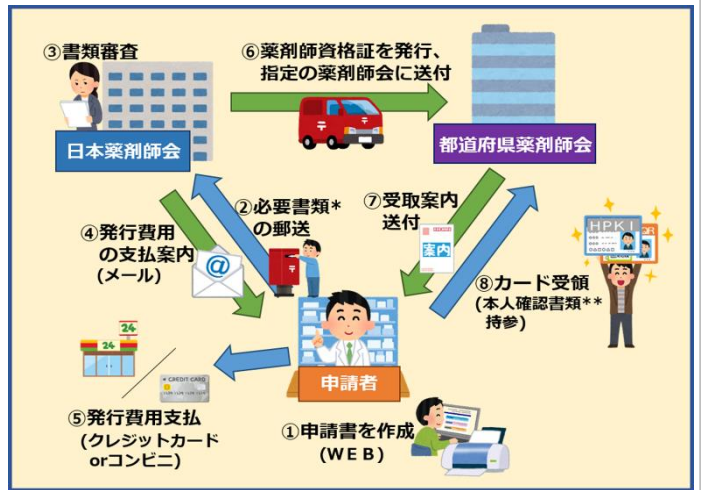 ③書類審査
⑥薬剤師資格証を発行、
指定の薬剤師会に送付
〒
〒
日本薬剤師会
都道府県薬剤師会
②必要書類*
の郵送
⑦受取案内
送付
案内
HPKI
④発行費用
の支払案内
(メール)
@
〒
⑧カード受領
(本人確認書類**
持参)
24
24
CREDIT CARD
申請者
⑤発行費用支払
(クレジットカード
orコンビニ)
①申請書を作成
(WEB)